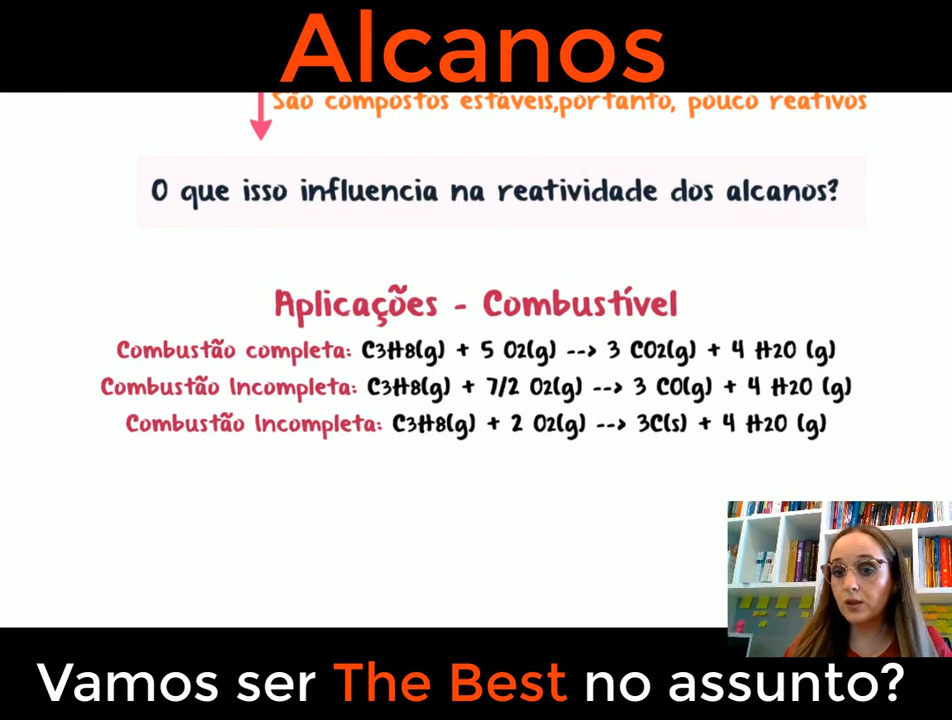 Alcanos
São compostos estáveis,portanto, pouco reativos
O que isso influencia na reatividade dos alcanos?
Aplicações - Combustível
Combustão completa: C3H8(g) + 5 O2(g) --> 3 CO2(g) + 4 H2O (g)
Combustão Incompleta: C3H8(g) + 7/2 O2(g) --> 3 CO(g) + 4 H2O (g)
Combustão Incompleta: C3H8(g) + 2 O2(g) --> 3C(s) + 4 H2O (g)
Vamos ser The Best no assunto?